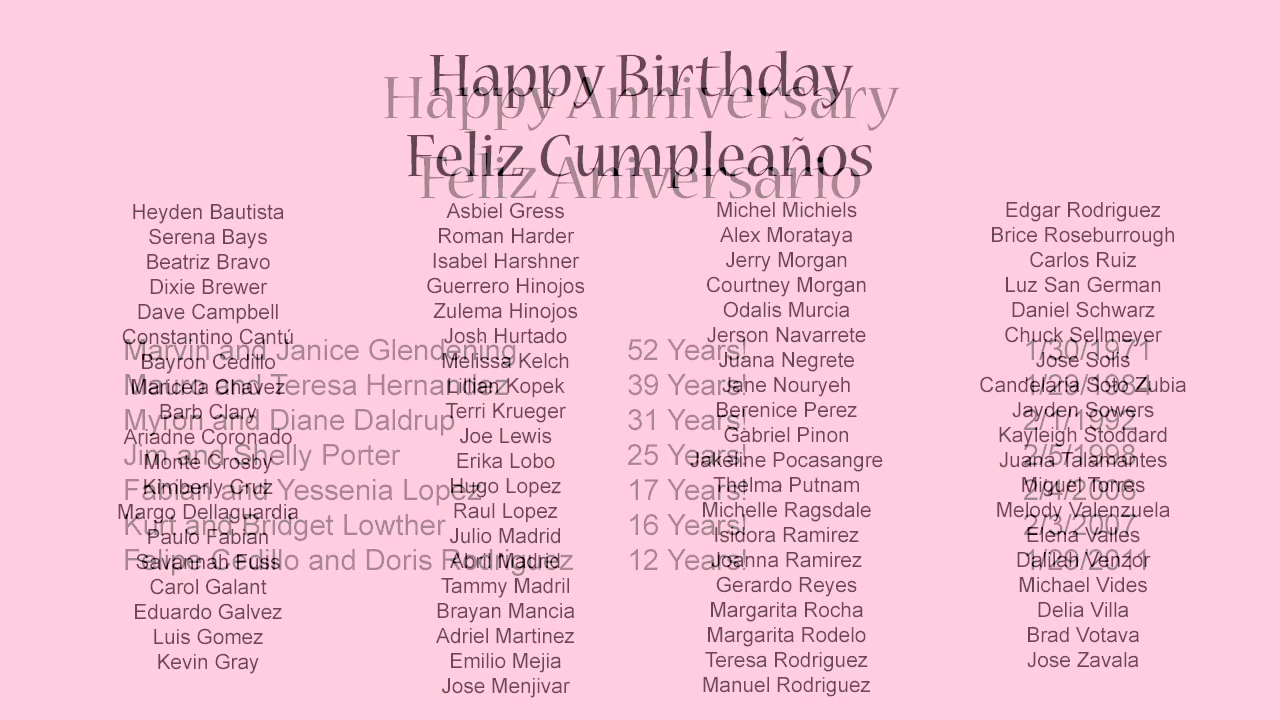 Happy Birthday
Feliz Cumpleaños
Heyden Bautista
Serena Bays
Beatriz Bravo
Dixie Brewer
Dave Campbell
Constantino Cantú
Bayron Cedillo
Marcela Chavez
Barb Clary
Ariadne Coronado
Monte Crosby
Kimberly Cruz
Margo Dellaguardia
Paulo Fabian
Savannah Fuss
Carol Galant
Eduardo Galvez
Luis Gomez
Kevin Gray
Asbiel Gress
Roman Harder
Isabel Harshner
Guerrero Hinojos
Zulema Hinojos
Josh Hurtado
Melissa Kelch
Lillian Kopek
Terri Krueger
Joe Lewis
Erika Lobo
Hugo Lopez
Raul Lopez
Julio Madrid
Abril Madrid
Tammy Madril
Brayan Mancia
Adriel Martinez
Emilio Mejia
Jose Menjivar
Michel Michiels
Alex Morataya
Jerry Morgan
Courtney Morgan
Odalis Murcia
Jerson Navarrete
Juana Negrete
Jane Nouryeh
Berenice Perez
Gabriel Pinon
Jakeline Pocasangre
Thelma Putnam
Michelle Ragsdale
Isidora Ramirez
Joanna Ramirez
Gerardo Reyes
Margarita Rocha
Margarita Rodelo
Teresa Rodriguez
Manuel Rodriguez
Edgar Rodriguez
Brice Roseburrough
Carlos Ruiz
Luz San German
Daniel Schwarz
Chuck Sellmeyer
Jose Solis
Candelaria Soto Zubia
Jayden Sowers
Kayleigh Stoddard
Juana Talamantes
Miguel Torres
Melody Valenzuela
Elena Valles
Venzor
Michael Vides
Delia Villa
Brad Votava
Jose Zavala
Happy Anniversary
Feliz Aniversario
Marvin and Janice Glendening 52 Years! 1/30/1971
and Teresa Hernandez 39 Years! 1/29/1984
Myron and Diane Daldrup 31 Years! 2/1/1992
Jim and Shelly Porter 25 Years! 2/5/1998
Fabian and Yessenia Lopez 17 Years! 2/4/2006
Kurt and Bridget Lowther 16 Years! 2/3/2007
Felipe Cedillo and Doris Rodriguez 12 Years! 1/29/2011